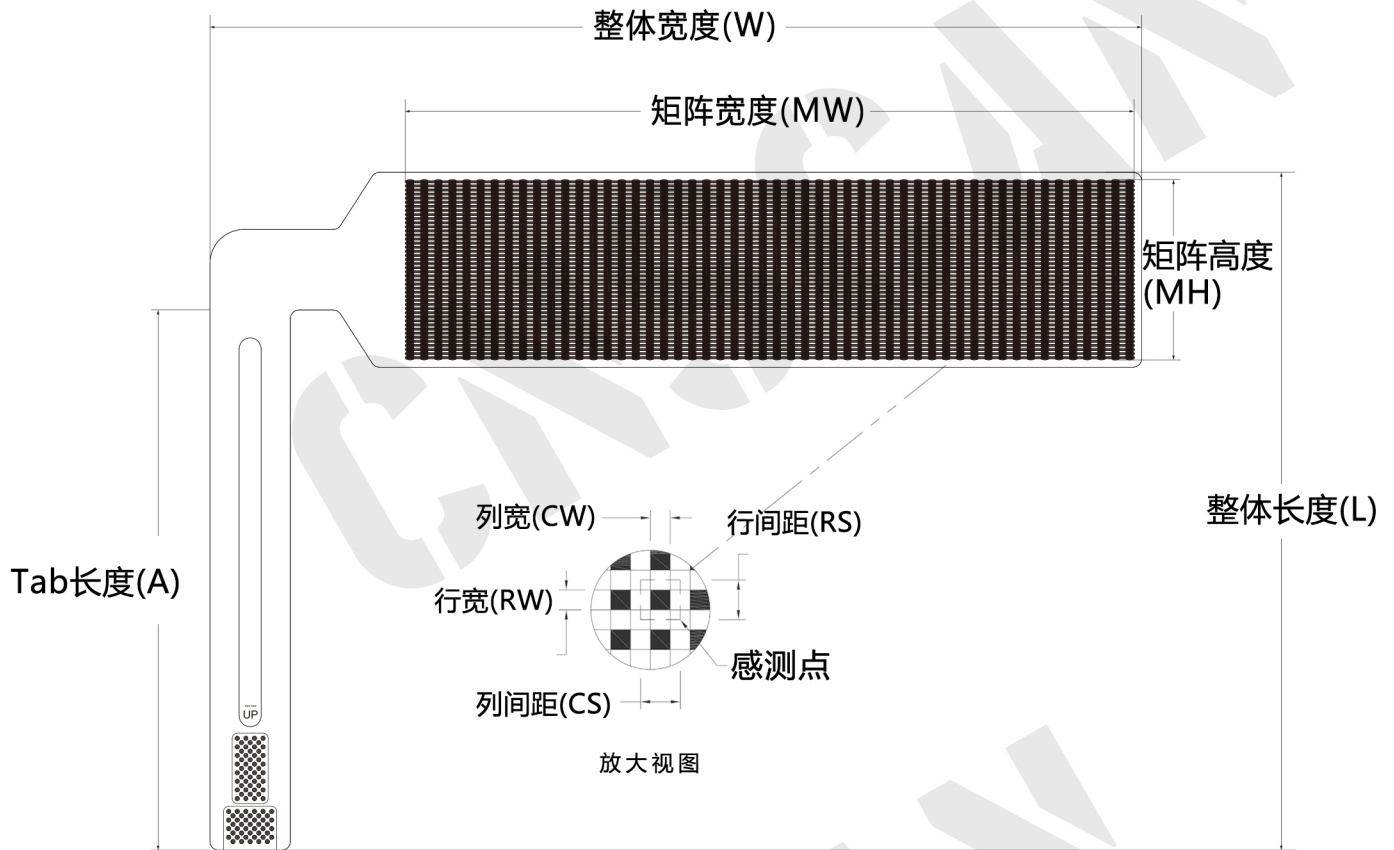 整体宽度(W)
矩阵宽度(MW)
矩阵高度
(MH)
整体长度(L)
列宽(CW)
行间距(RS)
Tab长度(A)
行宽(RW)
感测点
列间距(CS)
UP
放大视图